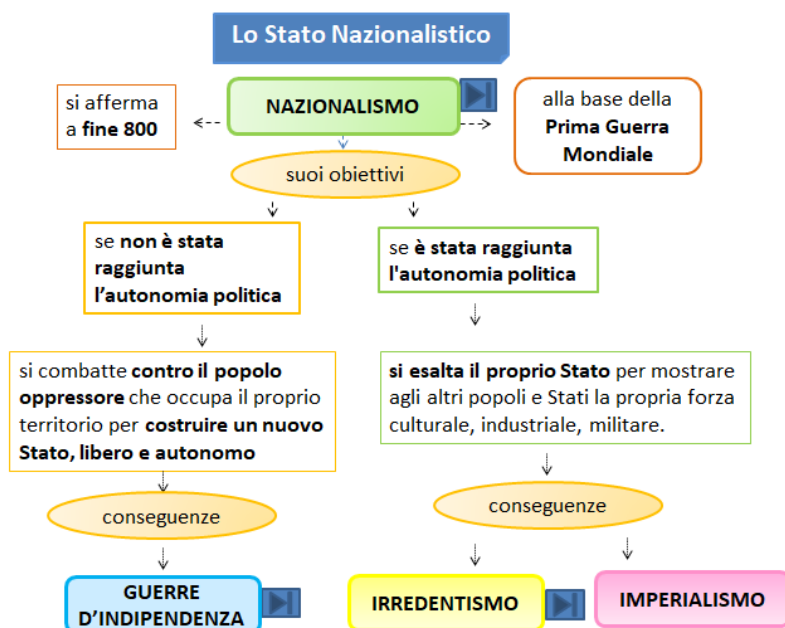 Lo Stato Nazionalistico
si afferma
a fine 800
NAZIONALISMO
alla base della
Prima Guerra
Mondiale
suoi obiettivi
se non è stata
raggiunta
l’autonomia politica
se è stata raggiunta
l'autonomia politica
si combatte contro il popolo
oppressore che occupa il proprio
territorio per costruire un nuovo
Stato, libero e autonomo
si esalta il proprio Stato per mostrare
agli altri popoli e Stati la propria forza
culturale, industriale, militare.
conseguenze
conseguenze
GUERRE
D’INDIPENDENZA
IRREDENTISMO
IMPERIALISMO